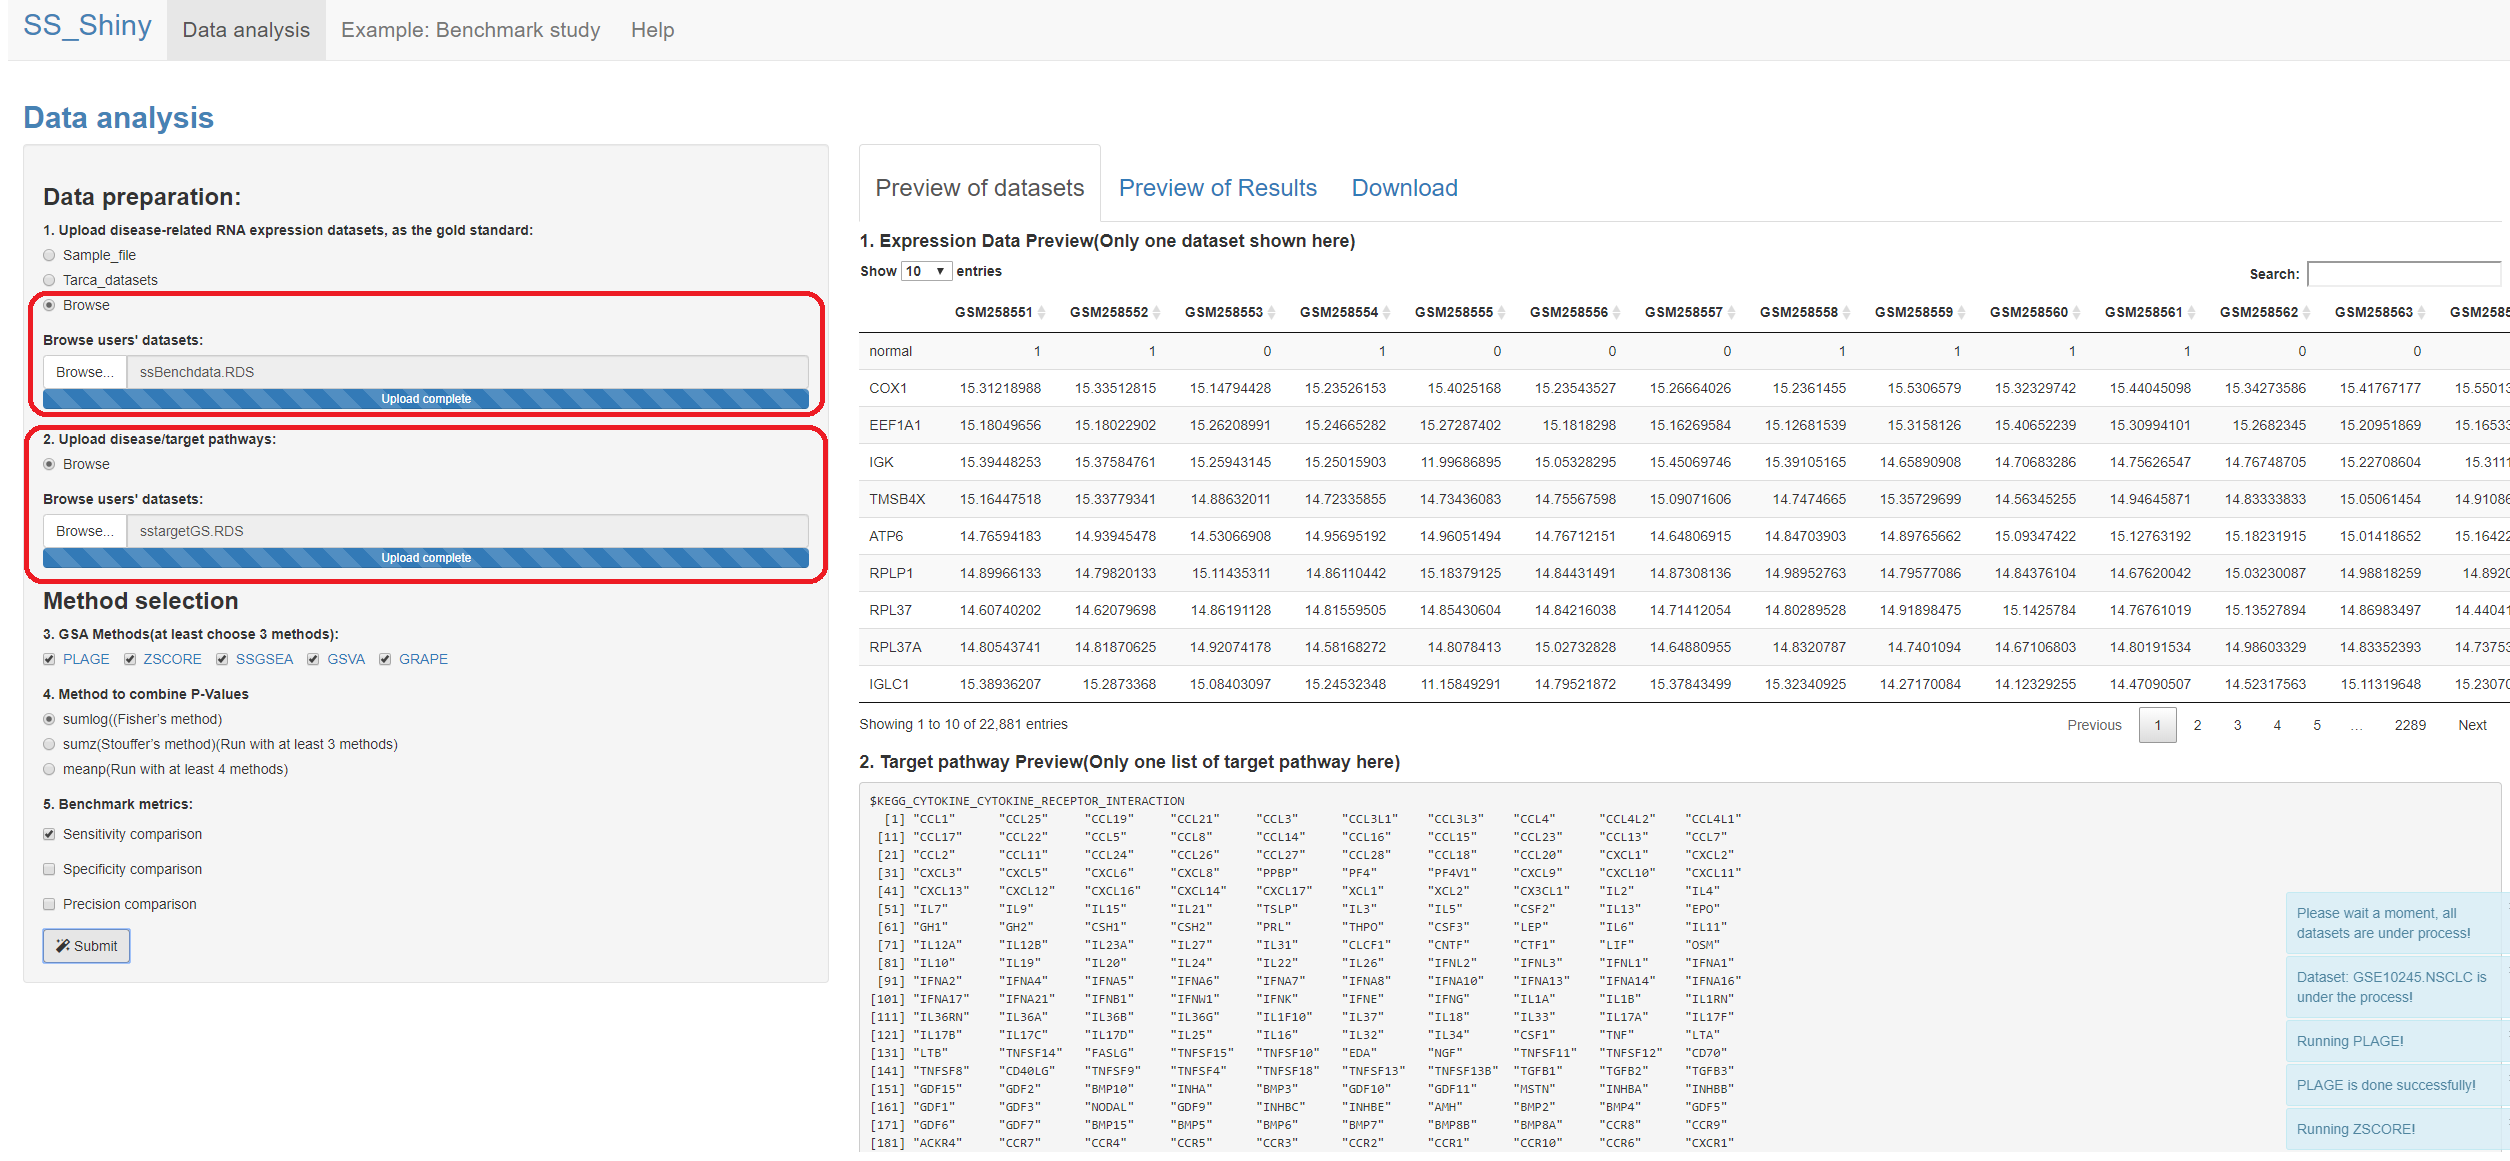 SS_Shiny Data analysis Example: Benchmark study Help
Data analysis
Data preparation:
1. Upload disease-related RNA expression datasets, as the gold standard:
Sample_file
Tarca_datasets
Browse
Browse users' datasets:
Browse... ssBenchdata.RDS
Upload complete
2. Upload disease/target pathways:
Browse
Browse users' datasets:
Browse... sstargetGS.RDS
Upload complete
Method selection
3. GSA Methods(at least choose 3 methods):
PLAGE ZSCORE SSGSEA GSVA GRAPE
4. Method to combine P-Values
sumlog((Fisher's method)
sumz(Stouffer's method)(Run with at least 3 methods)
meanp(Run with at least 4 methods)
5. Benchmark metrics:
Sensitivity comparison
Specificity comparison
Precision comparison
Submit
Preview of datasets Preview of Results Download
1. Expression Data Preview(Only one dataset shown here)
Show 10 entries
Search:
GSM258551 GSM258552 GSM258553 GSM258554 GSM258555 GSM258556 GSM258557 GSM258558 GSM258559 GSM258560 GSM258561 GSM258562 GSM258563 GSM2585
normal 1 1 0 1 0 0 0 1 1 1 1 0 0
COX1 15.31218988 15.33512815 15.14794428 15.23526153 15.4025168 15.23543527 15.26664026 15.2361455 15.5306579 15.32329742 15.44045098 15.34273586 15.41767177 15.55013
EEF1A1 15.18049656 15.18022902 15.26208991 15.24665282 15.27287402 15.1818298 15.16269584 15.12681539 15.3158126 15.40652239 15.30994101 15.2682345 15.20951869 15.16533
IGK 15.39448253 15.37584761 15.25943145 15.25015903 11.99686895 15.05328295 15.45069746 15.39105165 14.65890908 14.70683286 14.75626547 14.76748705 15.22708604 15.3111
TMSB4X 15.16447518 15.33779341 14.88632011 14.72335855 14.73436083 14.75567598 15.09071606 14.7474665 15.35729699 14.56345255 14.94645871 14.83333833 15.05061454 14.91086
ATP6 14.76594183 14.93945478 14.53066908 14.95695192 14.96051494 14.76712151 14.64806915 14.84703903 14.89765662 15.09347422 15.12763192 15.18231915 15.01418652 15.16422
RPLP1 14.89966133 14.79820133 15.11435311 14.86110442 15.18379125 14.84431491 14.87308136 14.98952763 14.79577086 14.84376104 14.67620042 15.03230087 14.98818259 14.8920
RPL37 14.60740202 14.62079698 14.86191128 14.81559505 14.85430604 14.84216038 14.71412054 14.80289528 14.91898475 15.1425784 14.76761019 15.13527894 14.86983497 14.44041
RPL37A 14.80543741 14.81870625 14.92074178 14.58168272 14.8078413 15.02732828 14.64880955 14.8320787 14.7401094 14.67106803 14.80191534 14.98603329 14.83352393 14.73753
IGLC1 15.38936207 15.2873368 15.08403097 15.24532348 11.15849291 14.79521872 15.37843499 15.32340925 14.27170084 14.12329255 14.47090507 14.52317563 15.11319648 15.23070
Showing 1 to 10 of 22,881 entries
Previous 1 2 3 4 5 … 2289 Next
2. Target pathway Preview(Only one list of target pathway here)
$KEGG_CYTOKINE_CYTOKINE_RECEPTOR_INTERACTION
[1] "CCL1" "CCL25" "CCL19" "CCL21" "CCL3" "CCL3L1" "CCL3L3" "CCL4" "CCL4L2" "CCL4L1"
[11] "CCL17" "CCL22" "CCL5" "CCL8" "CCL14" "CCL16" "CCL15" "CCL23" "CCL13" "CCL7"
[21] "CCL2" "CCL11" "CCL24" "CCL26" "CCL27" "CCL28" "CCL18" "CCL20" "CXCL1" "CXCL2"
[31] "CXCL3" "CXCL5" "CXCL6" "CXCL8" "PPBP" "PF4" "PF4V1" "CXCL9" "CXCL10" "CXCL11"
[41] "CXCL13" "CXCL12" "CXCL16" "CXCL14" "CXCL17" "XCL1" "XCL2" "CX3CL1" "IL2" "IL4"
[51] "IL7" "IL9" "IL15" "IL21" "TSLP" "IL3" "IL5" "CSF2" "IL13" "EPO"
[61] "GH1" "GH2" "CSH1" "CSH2" "PRL" "THPO" "CSF3" "LEP" "IL6" "IL11"
[71] "IL12A" "IL12B" "IL23A" "IL27" "IL31" "CLCF1" "CNTF" "CTF1" "LIF" "OSM"
[81] "IL10" "IL19" "IL20" "IL24" "IL22" "IL26" "IFNL2" "IFNL3" "IFNL1" "IFNA1"
[91] "IFNA2" "IFNA4" "IFNA5" "IFNA6" "IFNA7" "IFNA8" "IFNA10" "IFNA13" "IFNA14" "IFNA16"
[101] "IFNA17" "IFNA21" "IFNB1" "IFNW1" "IFNK" "IFNE" "IFNG" "IL1A" "IL1B" "IL1RN"
[111] "IL36RN" "IL36A" "IL36B" "IL36G" "IL1F10" "IL37" "IL18" "IL33" "IL17A" "IL17F"
[121] "IL17B" "IL17C" "IL17D" "IL25" "IL16" "IL32" "IL34" "CSF1" "TNF" "LTA"
[131] "LTB" "TNFSF14" "FASLG" "TNFSF15" "TNFSF10" "EDA" "NGF" "TNFSF11" "TNFSF12" "CD70"
[141] "TNFSF8" "CD40LG" "TNFSF9" "TNFSF4" "TNFSF18" "TNFSF13" "TNFSF13B" "TGFB1" "TGFB2" "TGFB3"
[151] "GDF15" "GDF2" "BMP10" "INHA" "BMP3" "GDF10" "GDF11" "MSTN" "INHBA" "INHBB"
[161] "GDF1" "GDF3" "NODAL" "GDF9" "INHBC" "INHBE" "AMH" "BMP2" "BMP4" "GDF5"
[171] "GDF6" "GDF7" "BMP15" "BMP5" "BMP6" "BMP7" "BMP8B" "BMP8A" "CCR8" "CCR9"
[181] "ACKR4" "CCR7" "CCR4" "CCR5" "CCR3" "CCR2" "CCR1" "CCR10" "CCR6" "CXCR1"
Please wait a moment, all
datasets are under process!
Dataset: GSE10245.NSCLC is
under the process!
Running PLAGE!
PLAGE is done successfully!
Running ZSCORE!